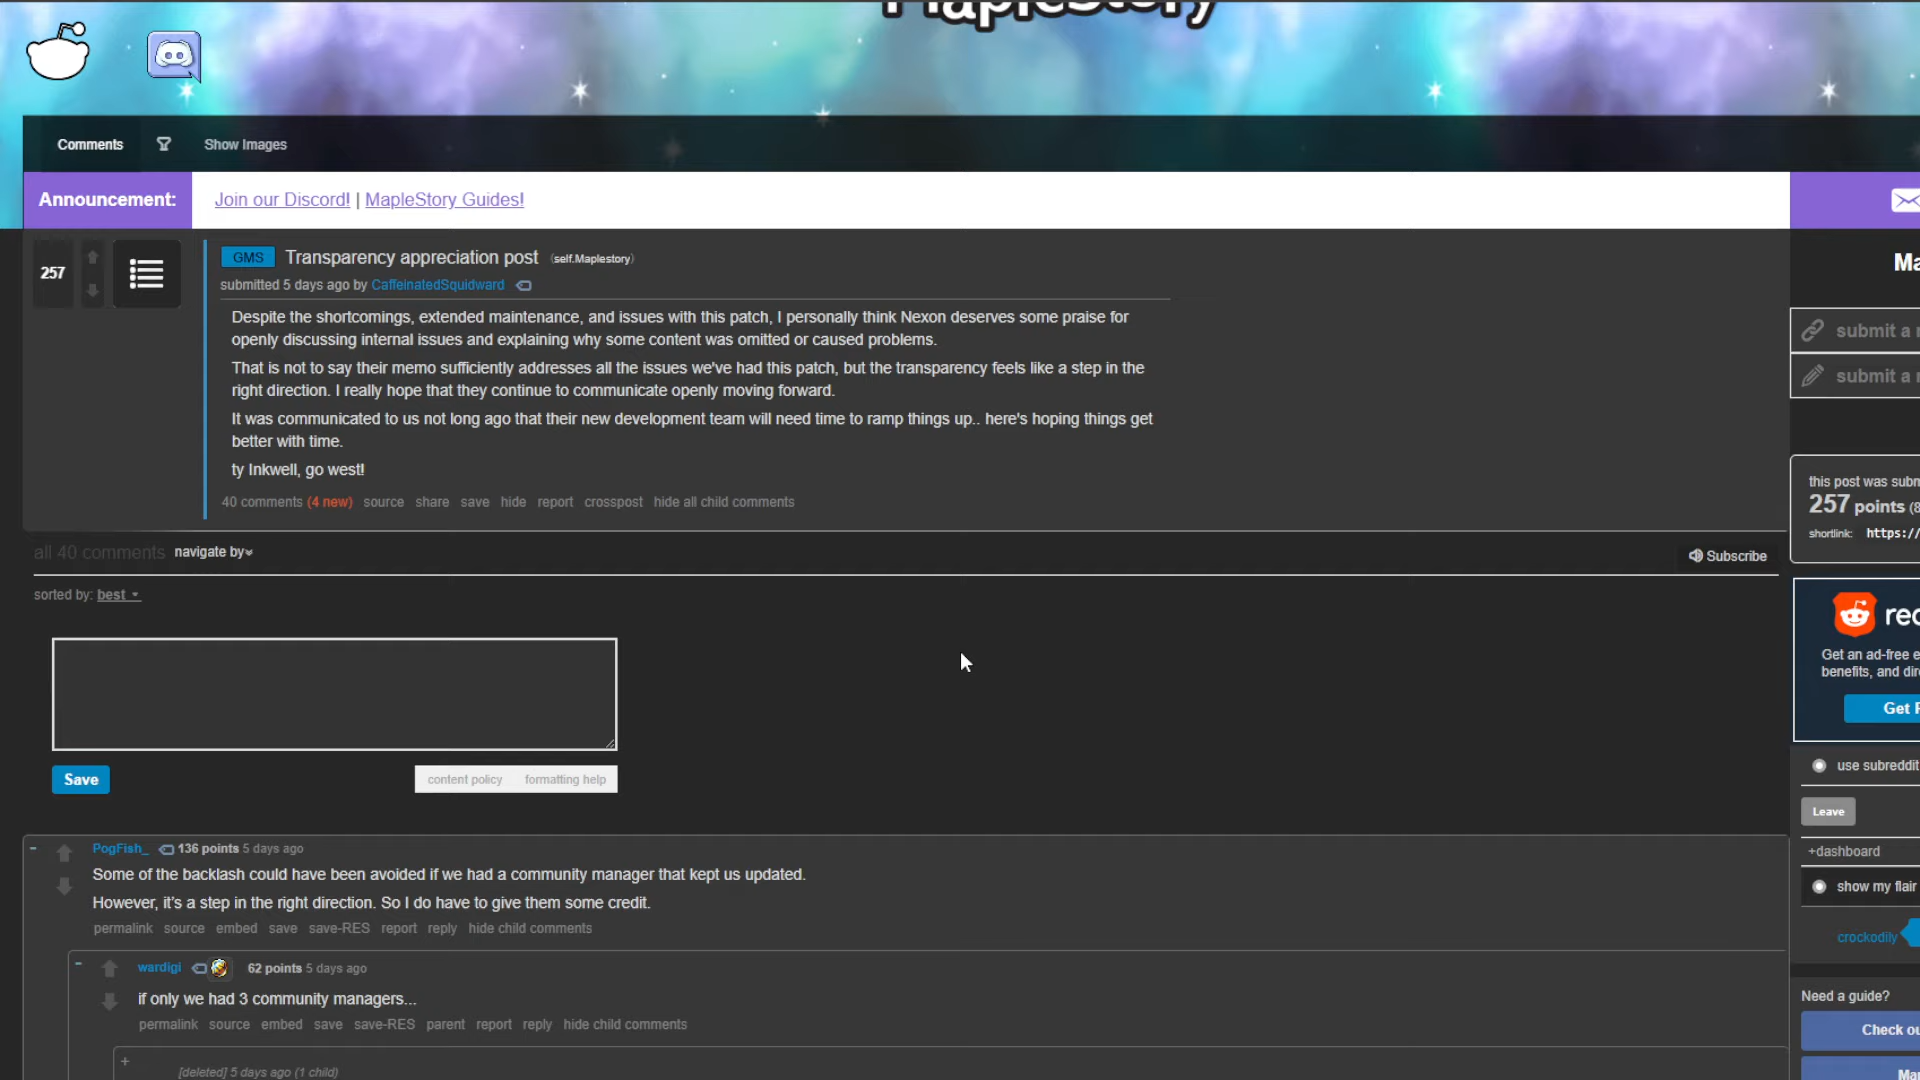 MapleStory
Comments Show Images
Announcement: Join our Discord! | MapleStory Guides!
257
GMS Transparency appreciation post (self.Maplestory)
submitted 5 days ago by CaffeinatedSquidward
Despite the shortcomings, extended maintenance, and issues with this patch, I personally think Nexon deserves some praise for
openly discussing internal issues and explaining why some content was omitted or caused problems.
That is not to say their memo sufficiently addresses all the issues we've had this patch, but the transparency feels like a step in the
right direction. I really hope that they continue to communicate openly moving forward.
It was communicated to us not long ago that their new development team will need time to ramp things up.. here's hoping things get
better with time.
ty Inkwell, go west!
40 comments (4 new) source share save hide report crosspost hide all child comments
all 40 comments navigate by
Subscribe
sorted by: best
Save
content policy formatting help
PogFish_ 136 points 5 days ago
Some of the backlash could have been avoided if we had a community manager that kept us updated.
However, it's a step in the right direction. So I do have to give them some credit.
permalink source embed save save-RES report reply hide child comments
wardigi 62 points 5 days ago
if only we had 3 community managers...
permalink source embed save save-RES parent report reply hide child comments
[deleted] 5 days ago (1 child)
Ma
submit a
submit a
this post was subm
257 points (8
shortlink: https://
rec
Get an ad-free e
benefits, and dir
Get
use subreddit
Leave
+dashboard
show my flair
crockodily
Need a guide?
Check ou
Map